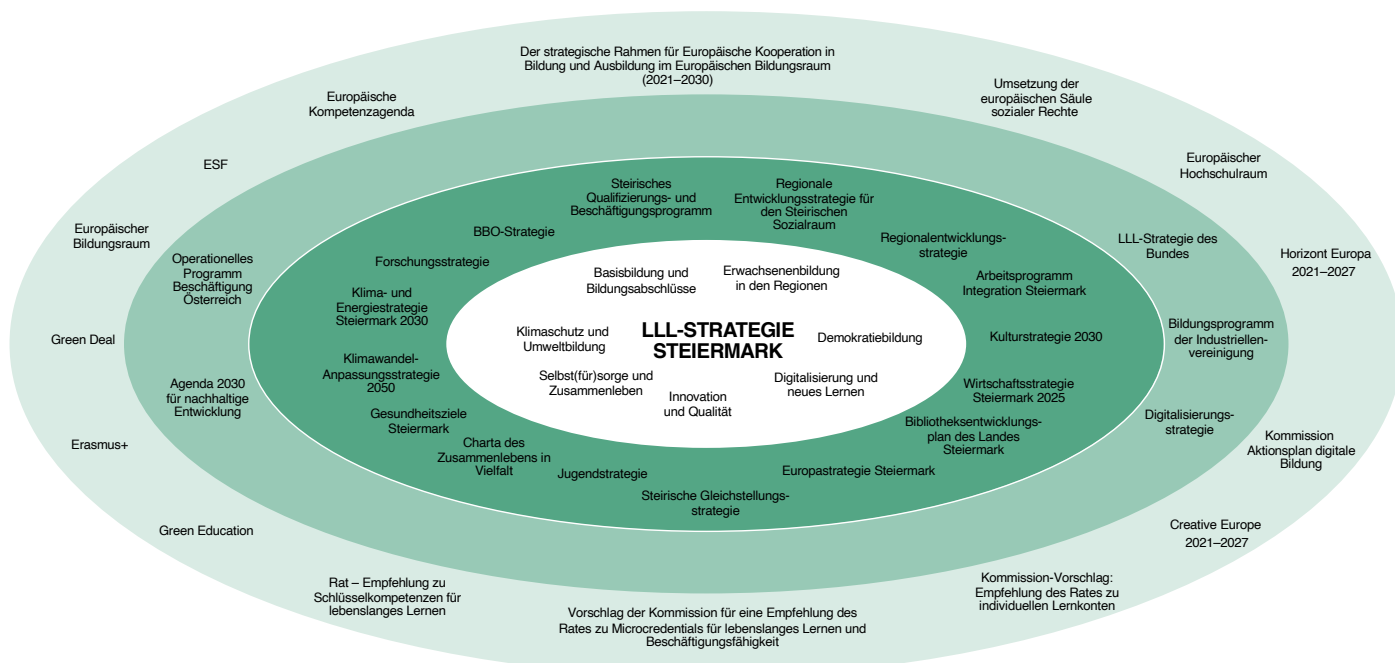 Der strategische Rahmen für Europäische Kooperation in
Bildung und Ausbildung im Europäischen Bildungsraum
(2021–2030)
Umsetzung der
europäischen Säule
sozialer Rechte
Europäische
Kompetenzagenda
ESF
Europäischer
Hochschulraum
Europäischer
Bildungsraum
Horizont Europa
2021–2027
Green Deal
Erasmus+
Kommission
Aktionsplan digitale
Bildung
Green Education
Creative Europe
2021–2027
Rat – Empfehlung zu
Schlüsselkompetenzen für
lebenslanges Lernen
Vorschlag der Kommission für eine Empfehlung des
Rates zu Microcredentials für lebenslanges Lernen und
Beschäftigungsfähigkeit
Kommission-Vorschlag:
Empfehlung des Rates zu
individuellen Lernkonten
Operationelles
Programm
Beschäftigung
Österreich
LLL-Strategie des
Bundes
Bildungsprogramm
der Industriellen-
vereinigung
Agenda 2030
für nachhaltige
Entwicklung
Digitalisierungs-
strategie
Steirisches
Qualifizierungs- und
Beschäftigungsprogramm
Regionale
Entwicklungsstrategie für
den Steirischen
Sozialraum
BBO-Strategie
Regionalentwicklungs-
strategie
Forschungsstrategie
Arbeitsprogramm
Integration Steiermark
Klima- und
Energiestrategie
Steiermark 2030
Kulturstrategie 2030
Klimawandel-
Anpassungsstrategie
2050
Wirtschaftsstrategie
Steiermark 2025
Gesundheitsziele
Steiermark
Bibliotheksentwicklungs-
plan des Landes
Steiermark
Charta des
Zusammenlebens in
Vielfalt
Jugendstrategie
Europastrategie Steiermark
Steirische Gleichstellungs-
strategie
Basisbildung und
Bildungsabschlüsse
Erwachsenenbildung
in den Regionen
Klimaschutz und
Umweltbildung
LLL-STRATEGIE
STEIERMARK
Demokratiebildung
Selbst(für)sorge und
Zusammenleben
Innovation
und Qualität
Digitalisierung und
neues Lernen